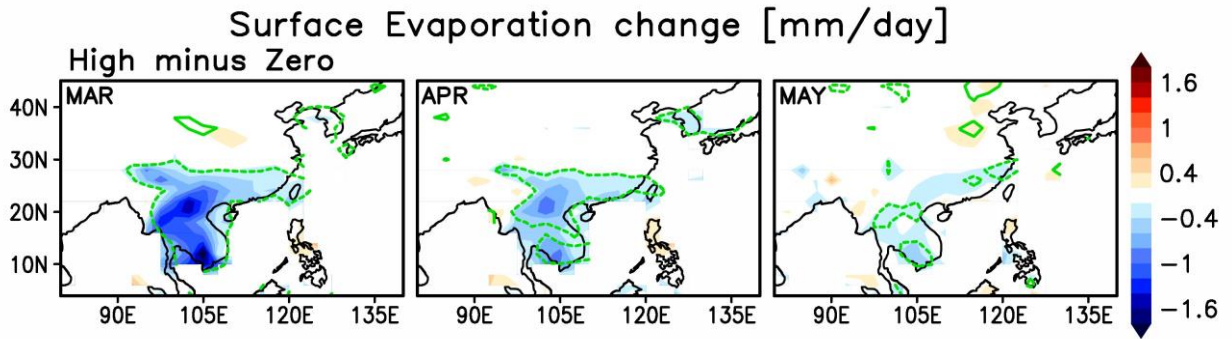 Surface Evaporation change [mm/day]
High minus Zero
MAR
APR
MAY
40N
30N
20N
10N
90E 105E 120E 135E
90E 105E 120E 135E
90E 105E 120E 135E
1.6
1
0.4
−0.4
−1
−1.6